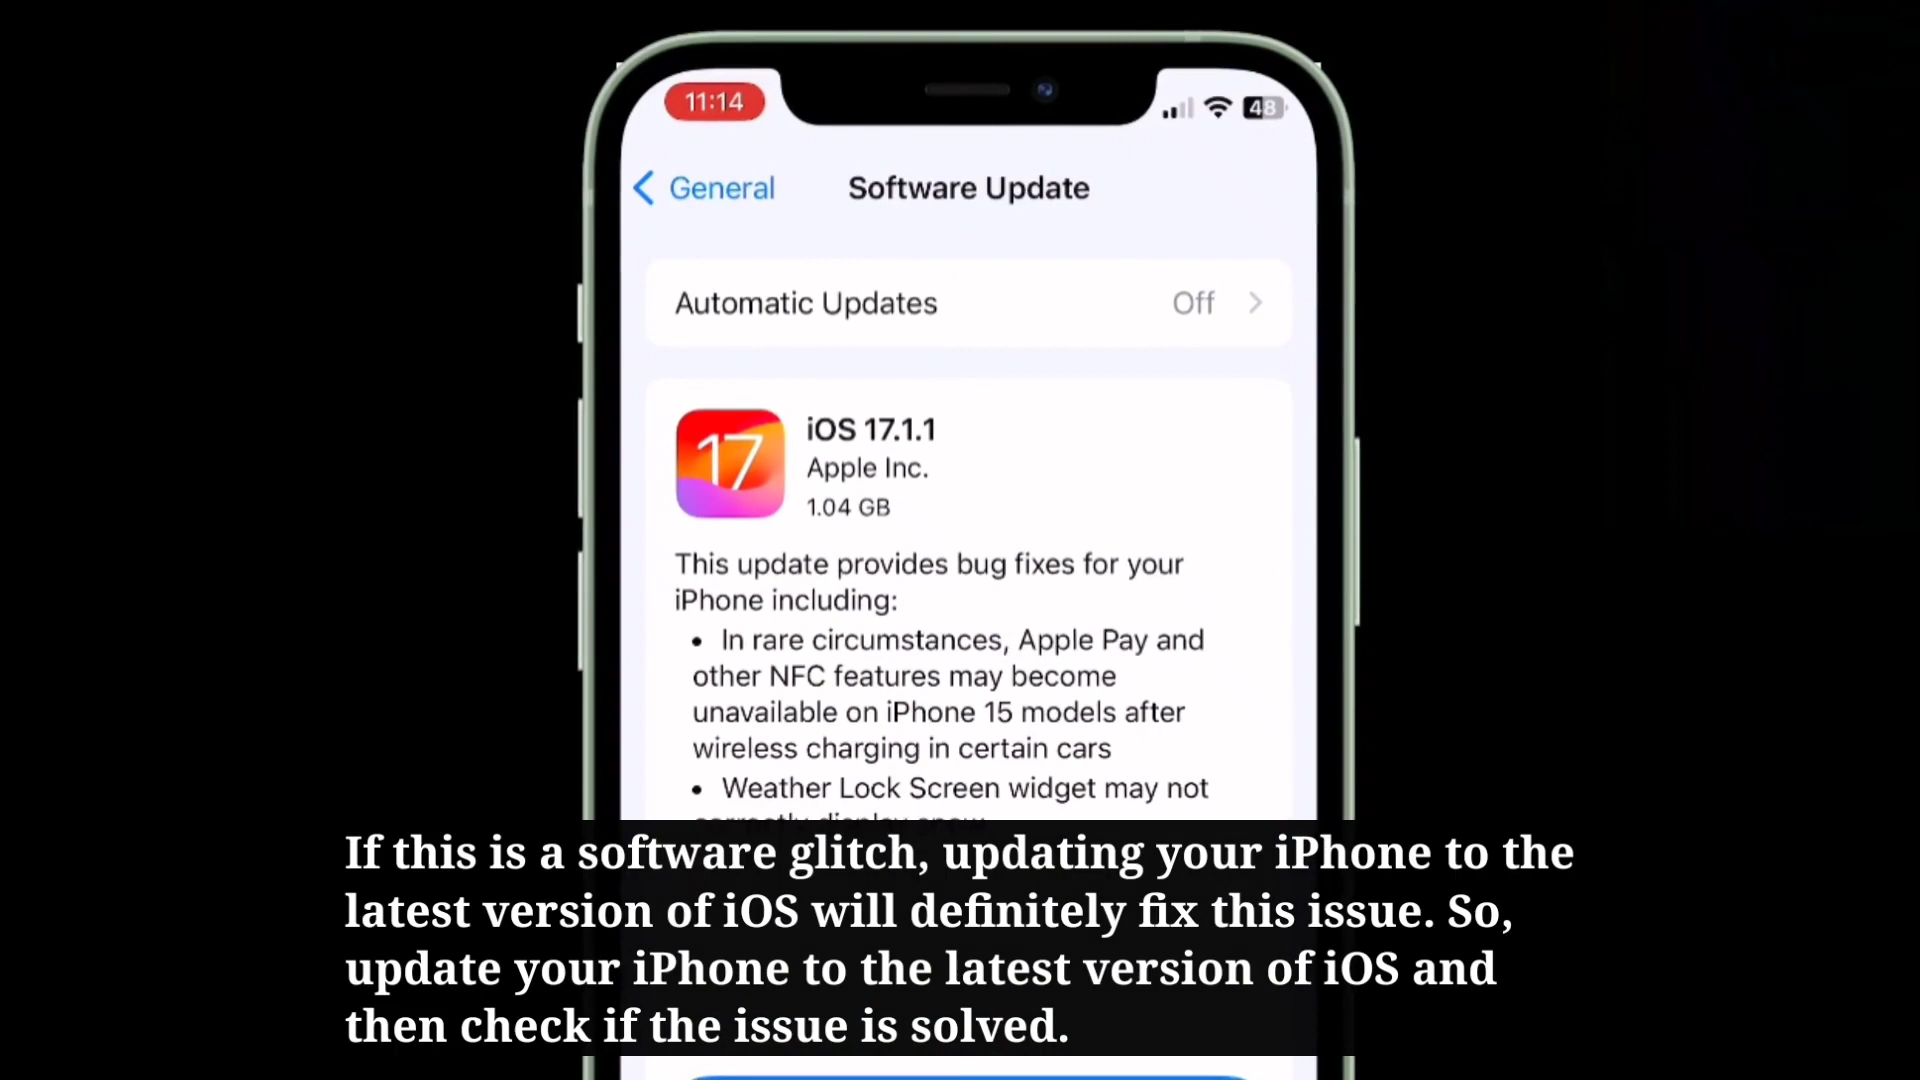 11:14
48
General
Software Update
Automatic Updates
Off
17
iOS 17.1.1
Apple Inc.
1.04 GB
This update provides bug fixes for your
iPhone including:
• In rare circumstances, Apple Pay and
other NFC features may become
unavailable on iPhone 15 models after
wireless charging in certain cars
• Weather Lock Screen widget may not
correctly display snow
If this is a software glitch, updating your iPhone to the
latest version of iOS will definitely fix this issue. So,
update your iPhone to the latest version of iOS and
then check if the issue is solved.